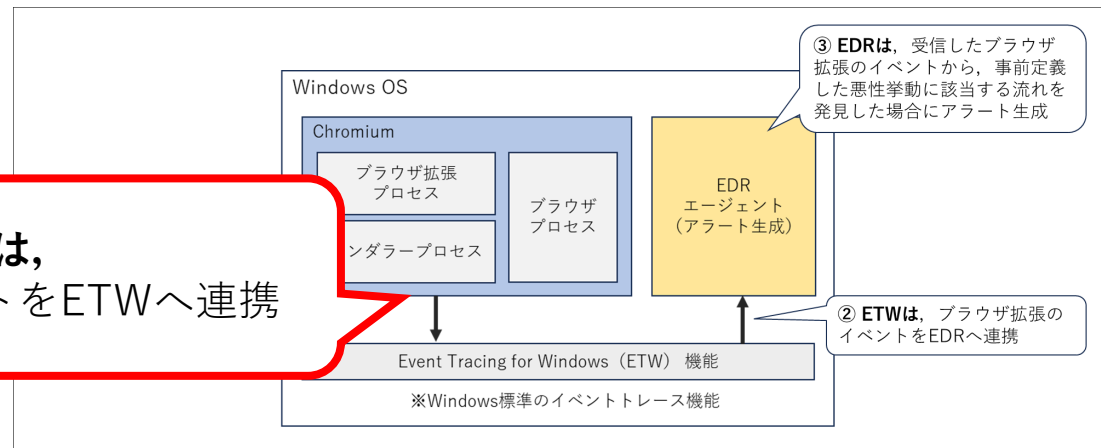 ③ EDRは，受信したブラウザ
拡張のイベントから，事前定義
した悪性挙動に該当する流れを
発見した場合にアラート生成
Windows OS
Chromium
ブラウザ拡張
プロセス
ブラウザ
プロセス
EDR
エージェント
（アラート生成）
ンダラープロセス
は，
トをETWへ連携
② ETWは，ブラウザ拡張の
イベントをEDRへ連携
Event Tracing for Windows（ETW）機能
※Windows標準のイベントトレース機能